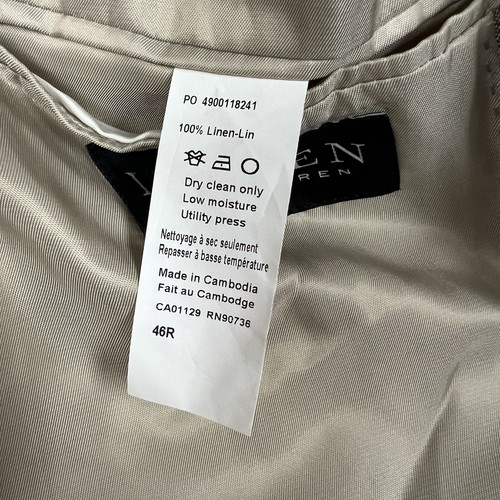 PO 4900118241
100% Linen-Lin
Dry clean only
Low moisture
Utility press
Nettoyage à sec seulement
Repasser à basse température
Made in Cambodia
Fait au Cambodge
CA01129 RN90736
46R